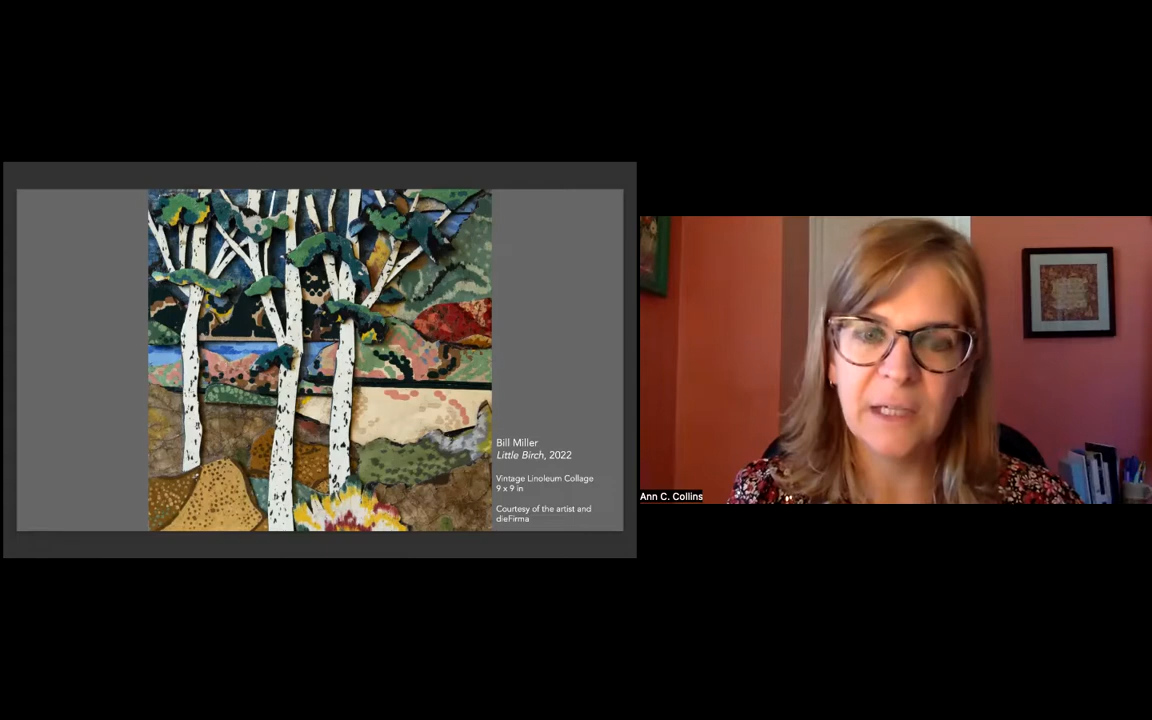 Bill Miller
Little Birch, 2022
Vintage Linoleum Collage
9 x 9 in
Courtesy of the artist and
dieFirma
Ann C. Collins